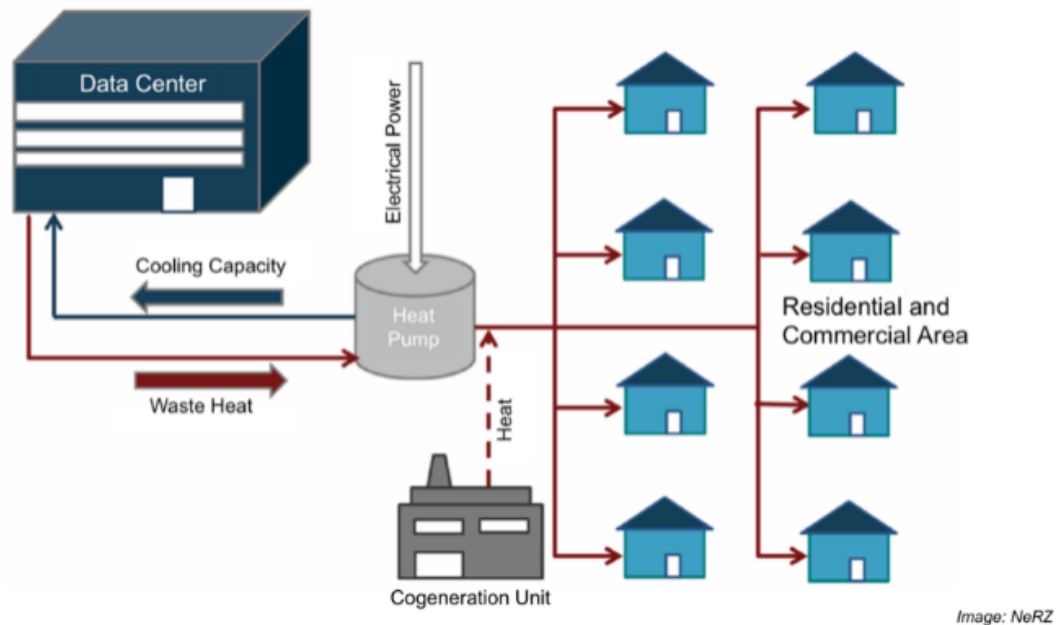 Data Center
Electrical Power
Cooling Capacity
Heat
Pump
Waste Heat
Heat
Residential and
Commercial Area
Cogeneration Unit
Image: NeRZ